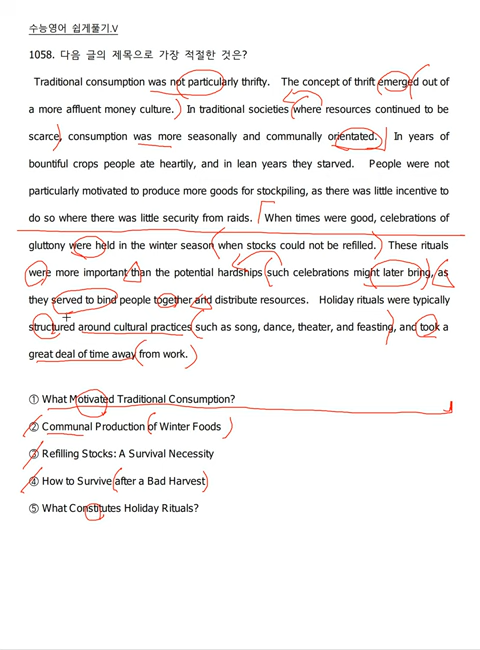 수능영어 쉽게풀기.V
1058. 다음 글의 제목으로 가장 적절한 것은?
Traditional consumption was not particularly thrifty. The concept of thrift emerged out of
a more affluent money culture. In traditional societies where resources continued to be
scarce, consumption was more seasonally and communally orientated. In years of
bountiful crops people ate heartily, and in lean years they starved. People were not
particularly motivated to produce more goods for stockpiling, as there was little incentive to
do so where there was little security from raids. When times were good, celebrations of
gluttony were held in the winter season when stocks could not be refilled. These rituals
were more important than the potential hardships such celebrations might later bring, as
they served to bind people together and distribute resources. Holiday rituals were typically
structured around cultural practices such as song, dance, theater, and feasting, and took a
great deal of time away from work.
① What Motivated Traditional Consumption?
② Communal Production of Winter Foods
③ Refilling Stocks: A Survival Necessity
④ How to Survive after a Bad Harvest
⑤ What Constitutes Holiday Rituals?